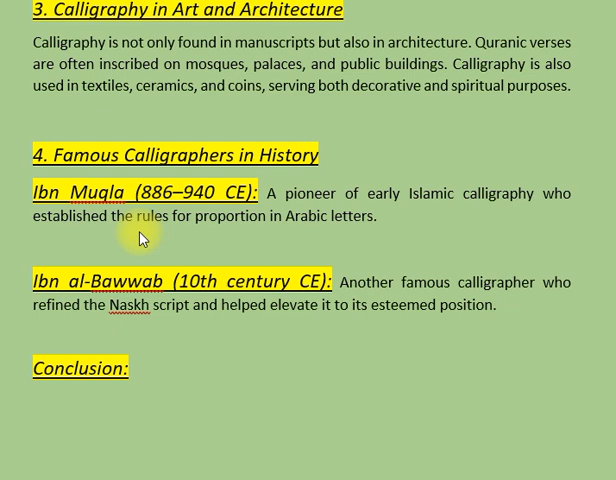 3. Calligraphy in Art and Architecture
Calligraphy is not only found in manuscripts but also in architecture. Quranic verses
are often inscribed on mosques, palaces, and public buildings. Calligraphy is also
used in textiles, ceramics, and coins, serving both decorative and spiritual purposes.
4. Famous Calligraphers in History
Ibn Muqla (886–940 CE): A pioneer of early Islamic calligraphy who
established the rules for proportion in Arabic letters.
Ibn al-Bawwab (10th century CE): Another famous calligrapher who
refined the Naskh script and helped elevate it to its esteemed position.
Conclusion: